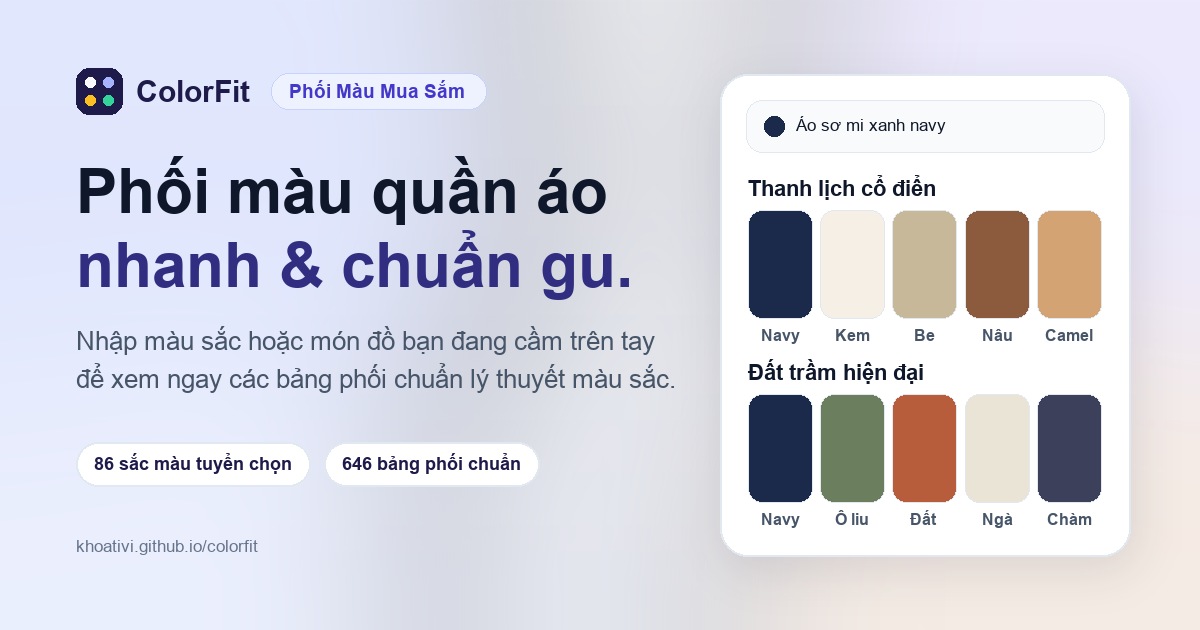 ColorFit
Phối Màu Mua Sắm
Phối màu quần áo
nhanh & chuẩn gu.
Nhập màu sắc hoặc món đồ bạn đang cầm trên tay
để xem ngay các bảng phối chuẩn lý thuyết màu sắc.
86 sắc màu tuyển chọn
646 bảng phối chuẩn
khoativi.github.io/colorfit
Áo sơ mi xanh navy
Thanh lịch cổ điển
Navy Kem Be Nâu Camel
Đất trầm hiện đại
Navy Ô liu Đất Ngà Chàm